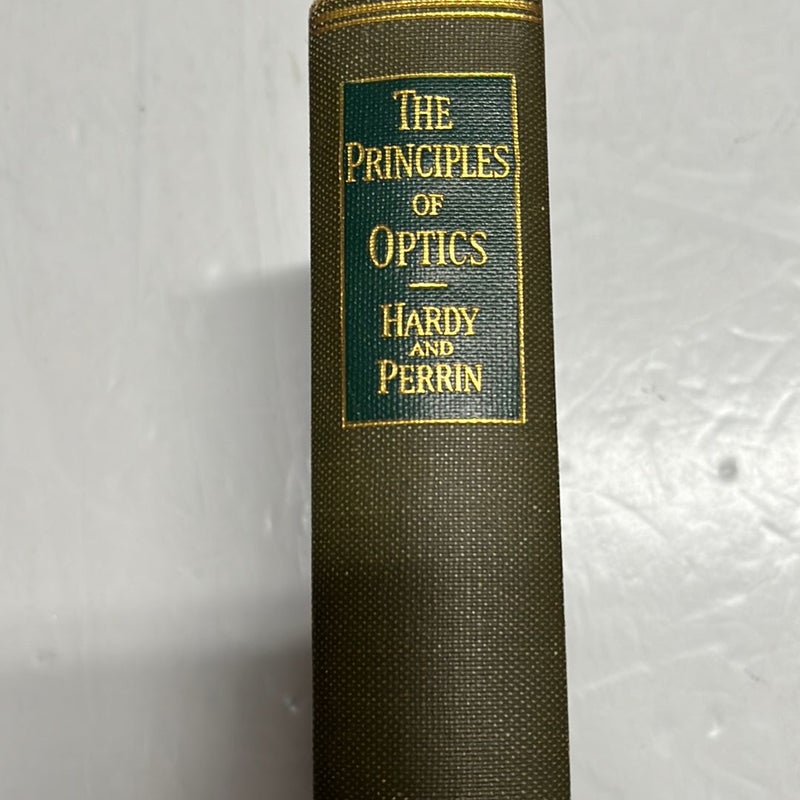 THE
PRINCIPLES
OF
OPTICS
HARDY
AND
PERRIN